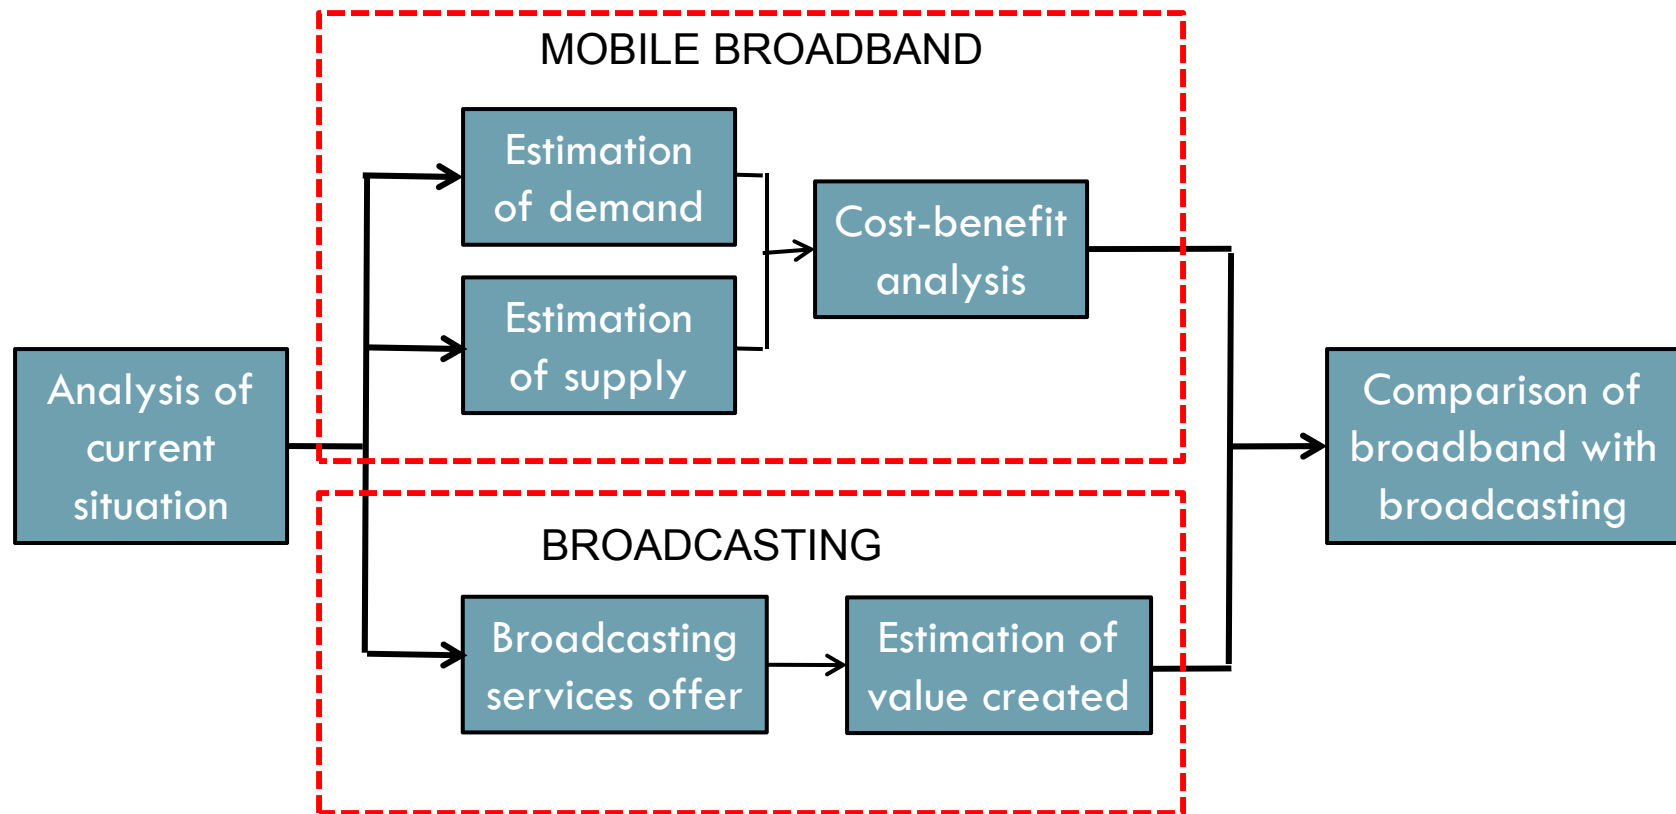 MOBILE BROADBAND
Estimation
of demand
Cost-benefit
analysis
Estimation
of supply
Analysis of
current
situation
Comparison of
broadband with
broadcasting
BROADCASTING
Broadcasting
services offer
Estimation of
value created